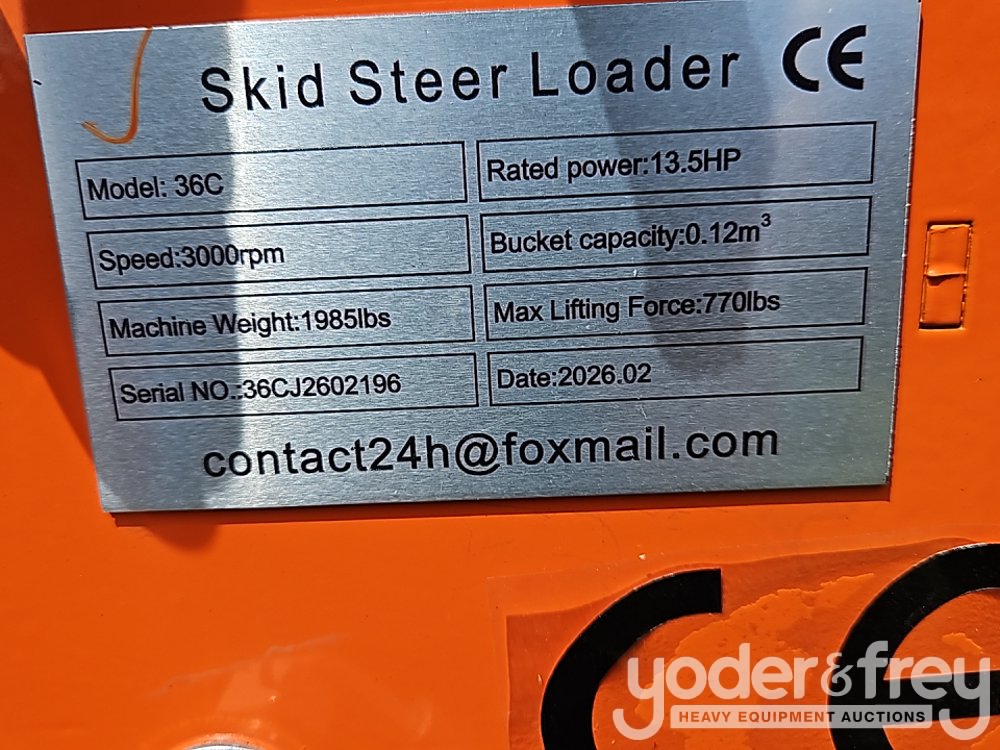 Skid Steer Loader CE
Model: 36C
Rated power:13.5HP
Speed:3000rpm
Bucket capacity:0.12m³
Machine Weight:1985lbs
Max Lifting Force:770lbs
Serial NO.:36CJ2602196
Date:2026.02
contact24h@foxmail.com
CE
yoder&frey
HEAVY EQUIPMENT AUCTIONS